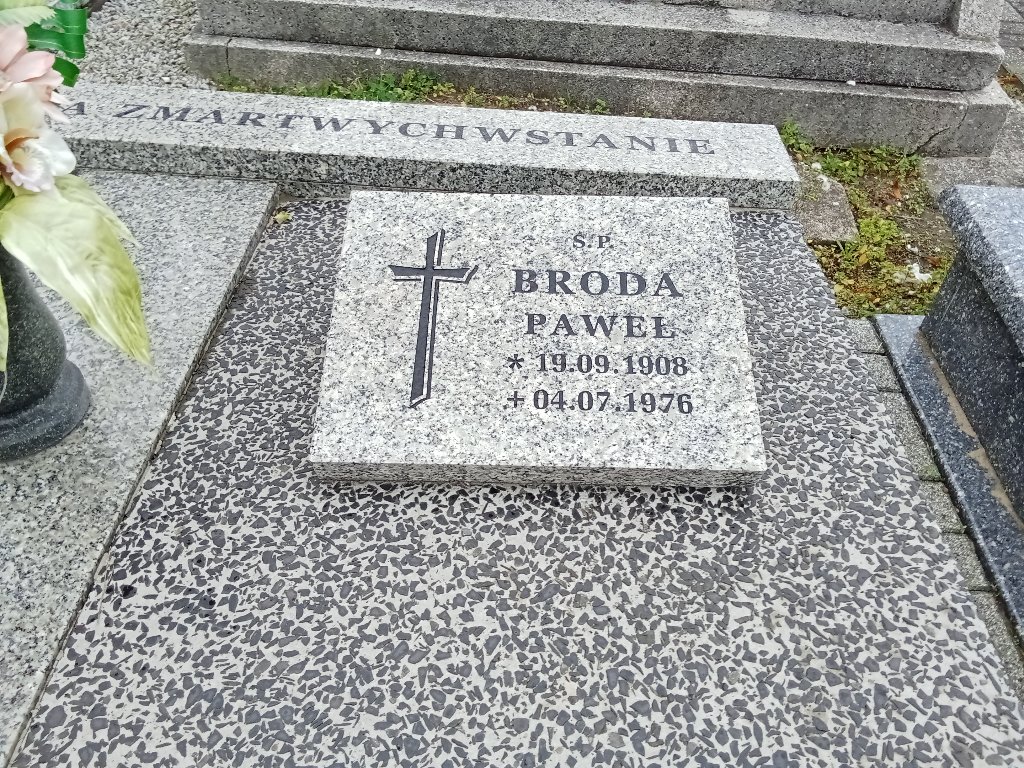 A ZMARTWYCHWSTANIE
Ś.P.
BRODA
PAWEŁ
* 19.09.1908
+ 04.07.1976